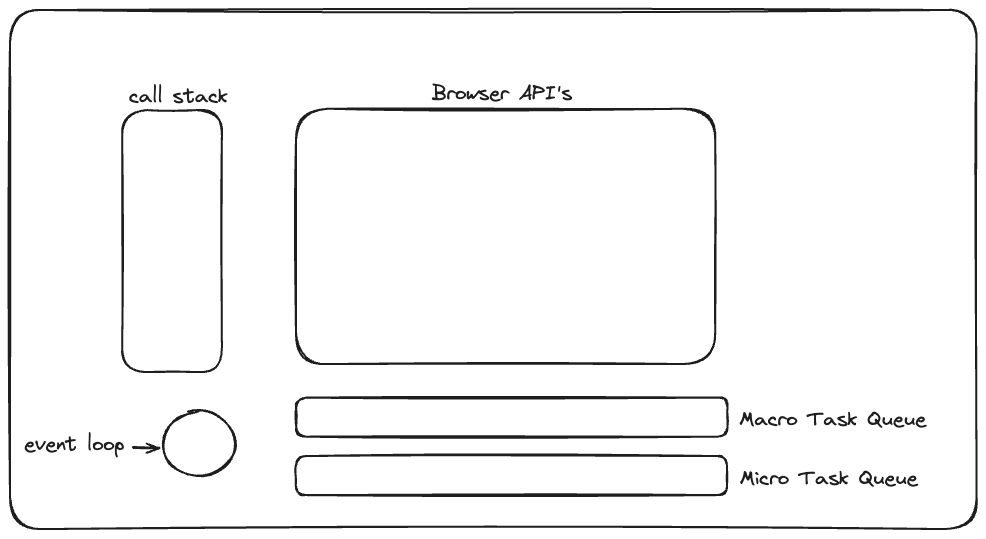 call stack
Browser API's
event loop
Macro Task Queue
Micro Task Queue